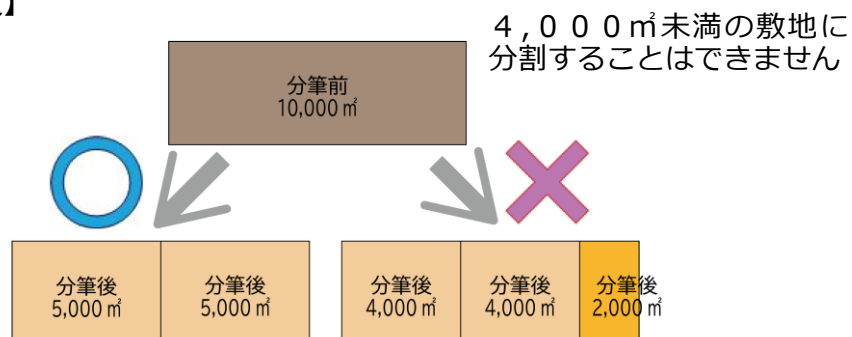 】
４,０００㎡未満の敷地に
分割することはできません
分筆前
10,000㎡
分筆後
5,000㎡
分筆後
5,000㎡
分筆後
4,000㎡
分筆後
4,000㎡
分筆後
2,000㎡